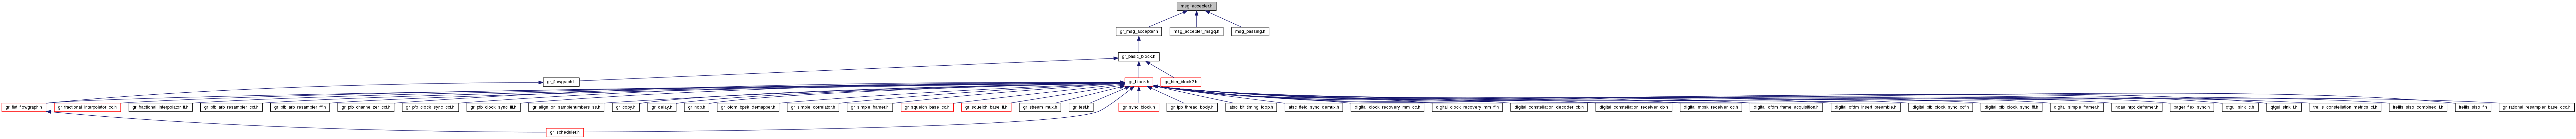 msg_accepter.h
gr_msg_accepter.h
msg_accepter_msgq.h
msg_passing.h
gr_basic_block.h
gr_flowgraph.h
gr_block.h
gr_hier_block2.h
gr_flat_flowgraph.h
gr_fractional_interpolator_cc.h
gr_fractional_interpolator_ff.h
gr_pfb_arb_resampler_ccf.h
gr_pfb_arb_resampler_fff.h
gr_pfb_channelizer_ccf.h
gr_pfb_clock_sync_ccf.h
gr_pfb_clock_sync_fff.h
gr_align_on_samplenumbers_ss.h
gr_copy.h
gr_delay.h
gr_nop.h
gr_ofdm_bpsk_demapper.h
gr_simple_correlator.h
gr_simple_framer.h
gr_squelch_base_cc.h
gr_squelch_base_ff.h
gr_stream_mux.h
gr_test.h
gr_sync_block.h
gr_tpb_thread_body.h
atsc_bit_timing_loop.h
atsc_field_sync_demux.h
digital_clock_recovery_mm_cc.h
digital_clock_recovery_mm_ff.h
digital_constellation_decoder_cb.h
digital_constellation_receiver_cb.h
digital_mpsk_receiver_cc.h
digital_ofdm_frame_acquisition.h
digital_ofdm_insert_preamble.h
digital_pfb_clock_sync_ccf.h
digital_pfb_clock_sync_fff.h
digital_simple_framer.h
noaa_hrpt_deframer.h
pager_flex_sync.h
qtgui_sink_c.h
qtgui_sink_f.h
trellis_constellation_metrics_cf.h
trellis_siso_combined_f.h
trellis_siso_f.h
gr_rational_resampler_base_ccc.h
gr_scheduler.h